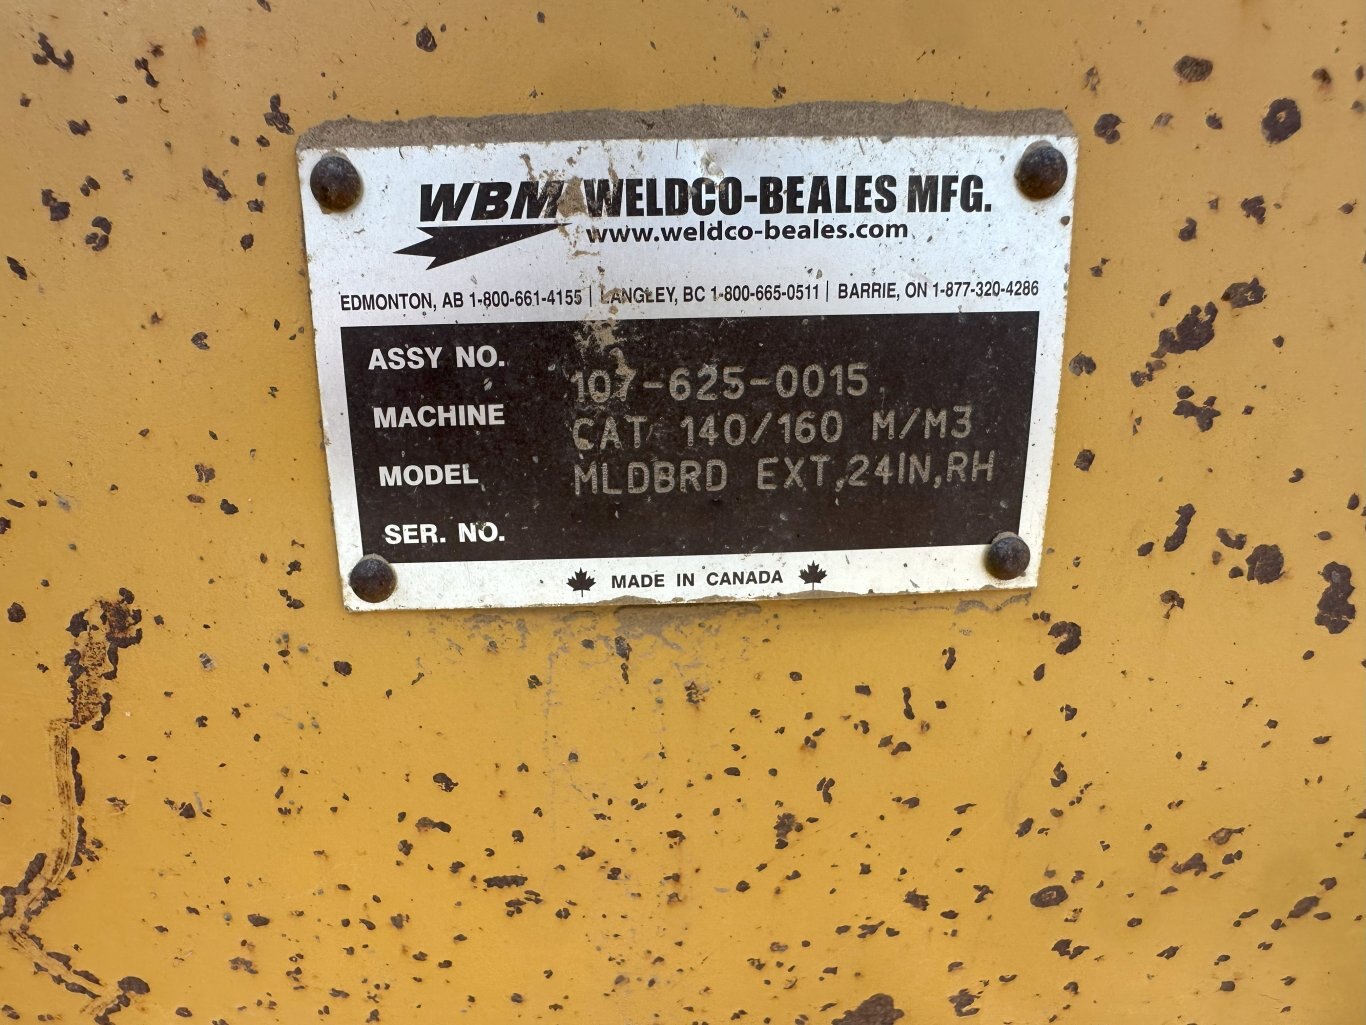 WBM WELDCO-BEALES MFG.
www.weldco-beales.com
EDMONTON, AB 1-800-661-4155 | LANGLEY, BC 1-800-665-0511 | BARRIE, ON 1-877-320-4286
ASSY NO. 107-625-0015
MACHINE CAT 140/160 M/M3
MODEL MLDBRD EXT,24IN,RH
SER. NO.
MADE IN CANADA